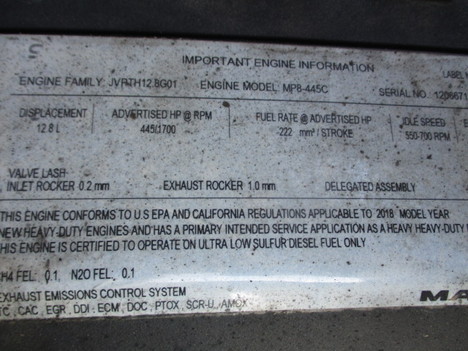 IMPORTANT ENGINE INFORMATION
LABEL
ENGINE FAMILY: JVPTH12.8G01 ENGINE MODEL: MP8-445C SERIAL NO.:
DISPLACEMENT ADVERTISED HP @ RPM FUEL RATE @ ADVERTISED HP IDLE SPEED
12.8 L 445/1700 222 mm³ / STROKE 550-700 RPM
VALVE LASH
INLET ROCKER 0.2 mm EXHAUST ROCKER 1.0 mm DELEGATED ASSEMBLY
THIS ENGINE CONFORMS TO U.S EPA AND CALIFORNIA REGULATIONS APPLICABLE TO 2018 MODEL YEAR
NEW HEAVY-DUTY ENGINES AND HAS A PRIMARY INTENDED SERVICE APPLICATION AS A HEAVY HEAVY-
THIS ENGINE IS CERTIFIED TO OPERATE ON ULTRA LOW SULFUR DIESEL FUEL ONLY.
H4 FEL: 0.1, N2O FEL: 0.1
EXHAUST EMISSIONS CONTROL SYSTEM
TC, CAC, EGR, DDI, ECM, DOC, PTOX, SCR-U, AMOX
MA